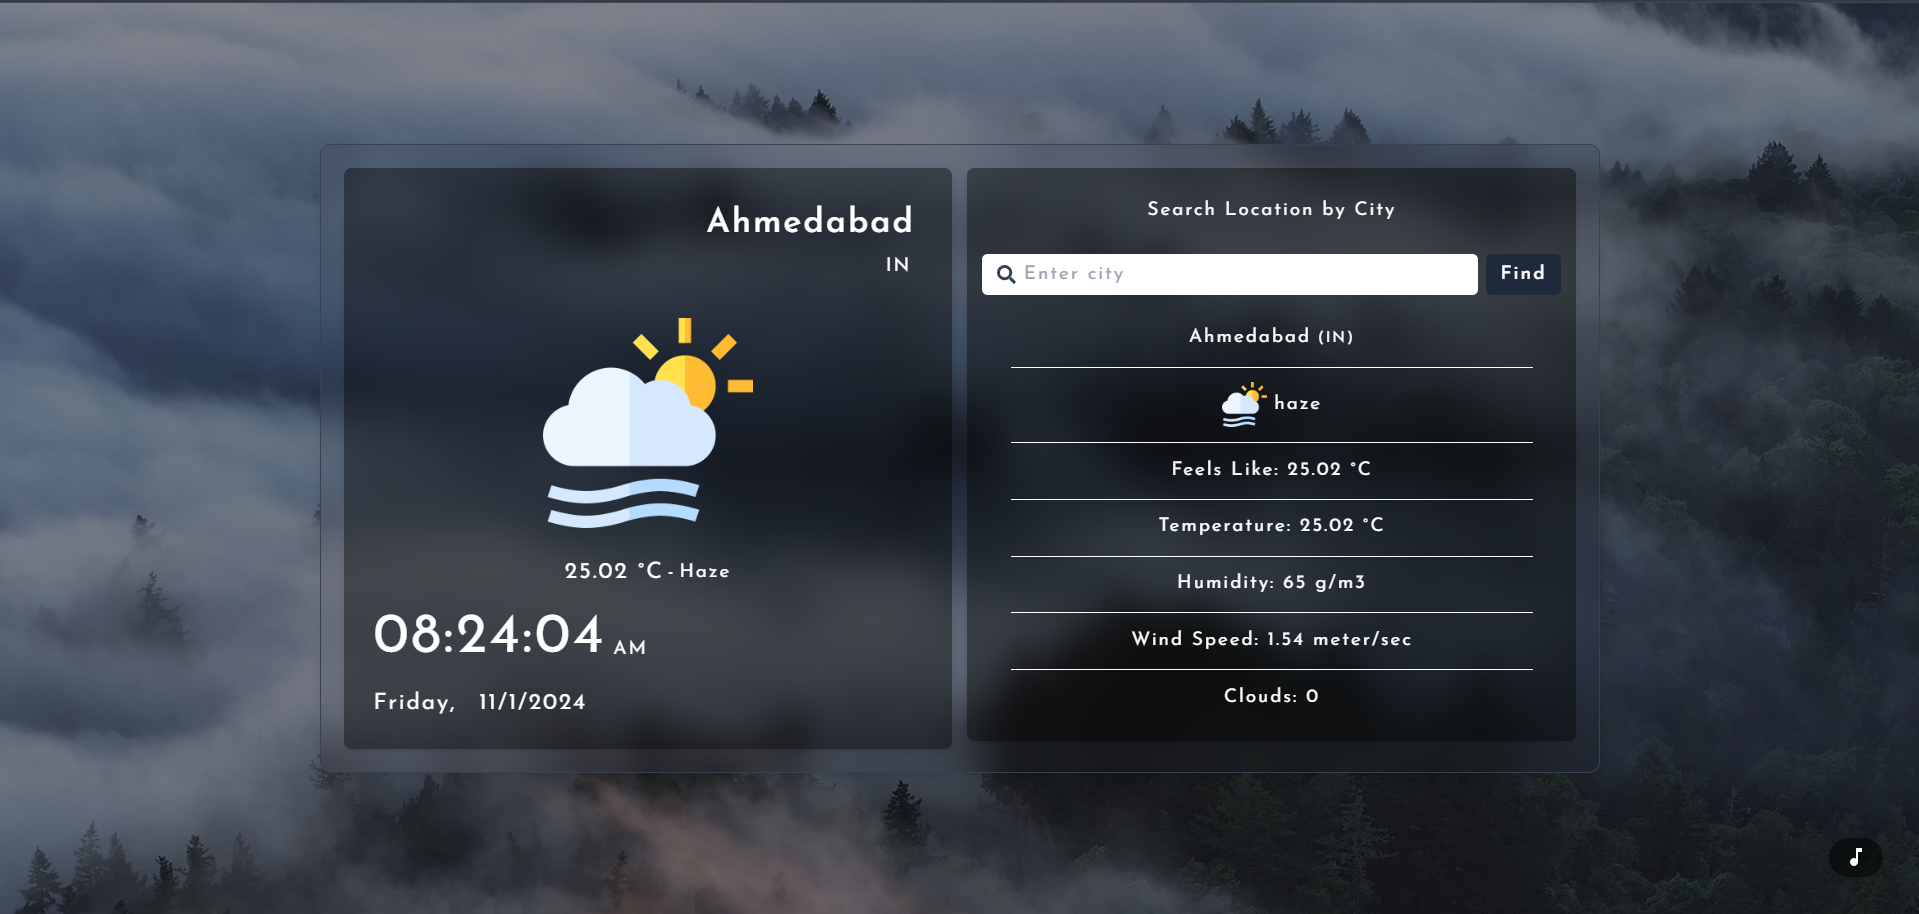 Ahmedabad
IN
25.02 °C - Haze
08:24:04 AM
Friday, 11/1/2024
Search Location by City
Enter city
Find
Ahmedabad (IN)
haze
Feels Like: 25.02 °C
Temperature: 25.02 °C
Humidity: 65 g/m3
Wind Speed: 1.54 meter/sec
Clouds: 0